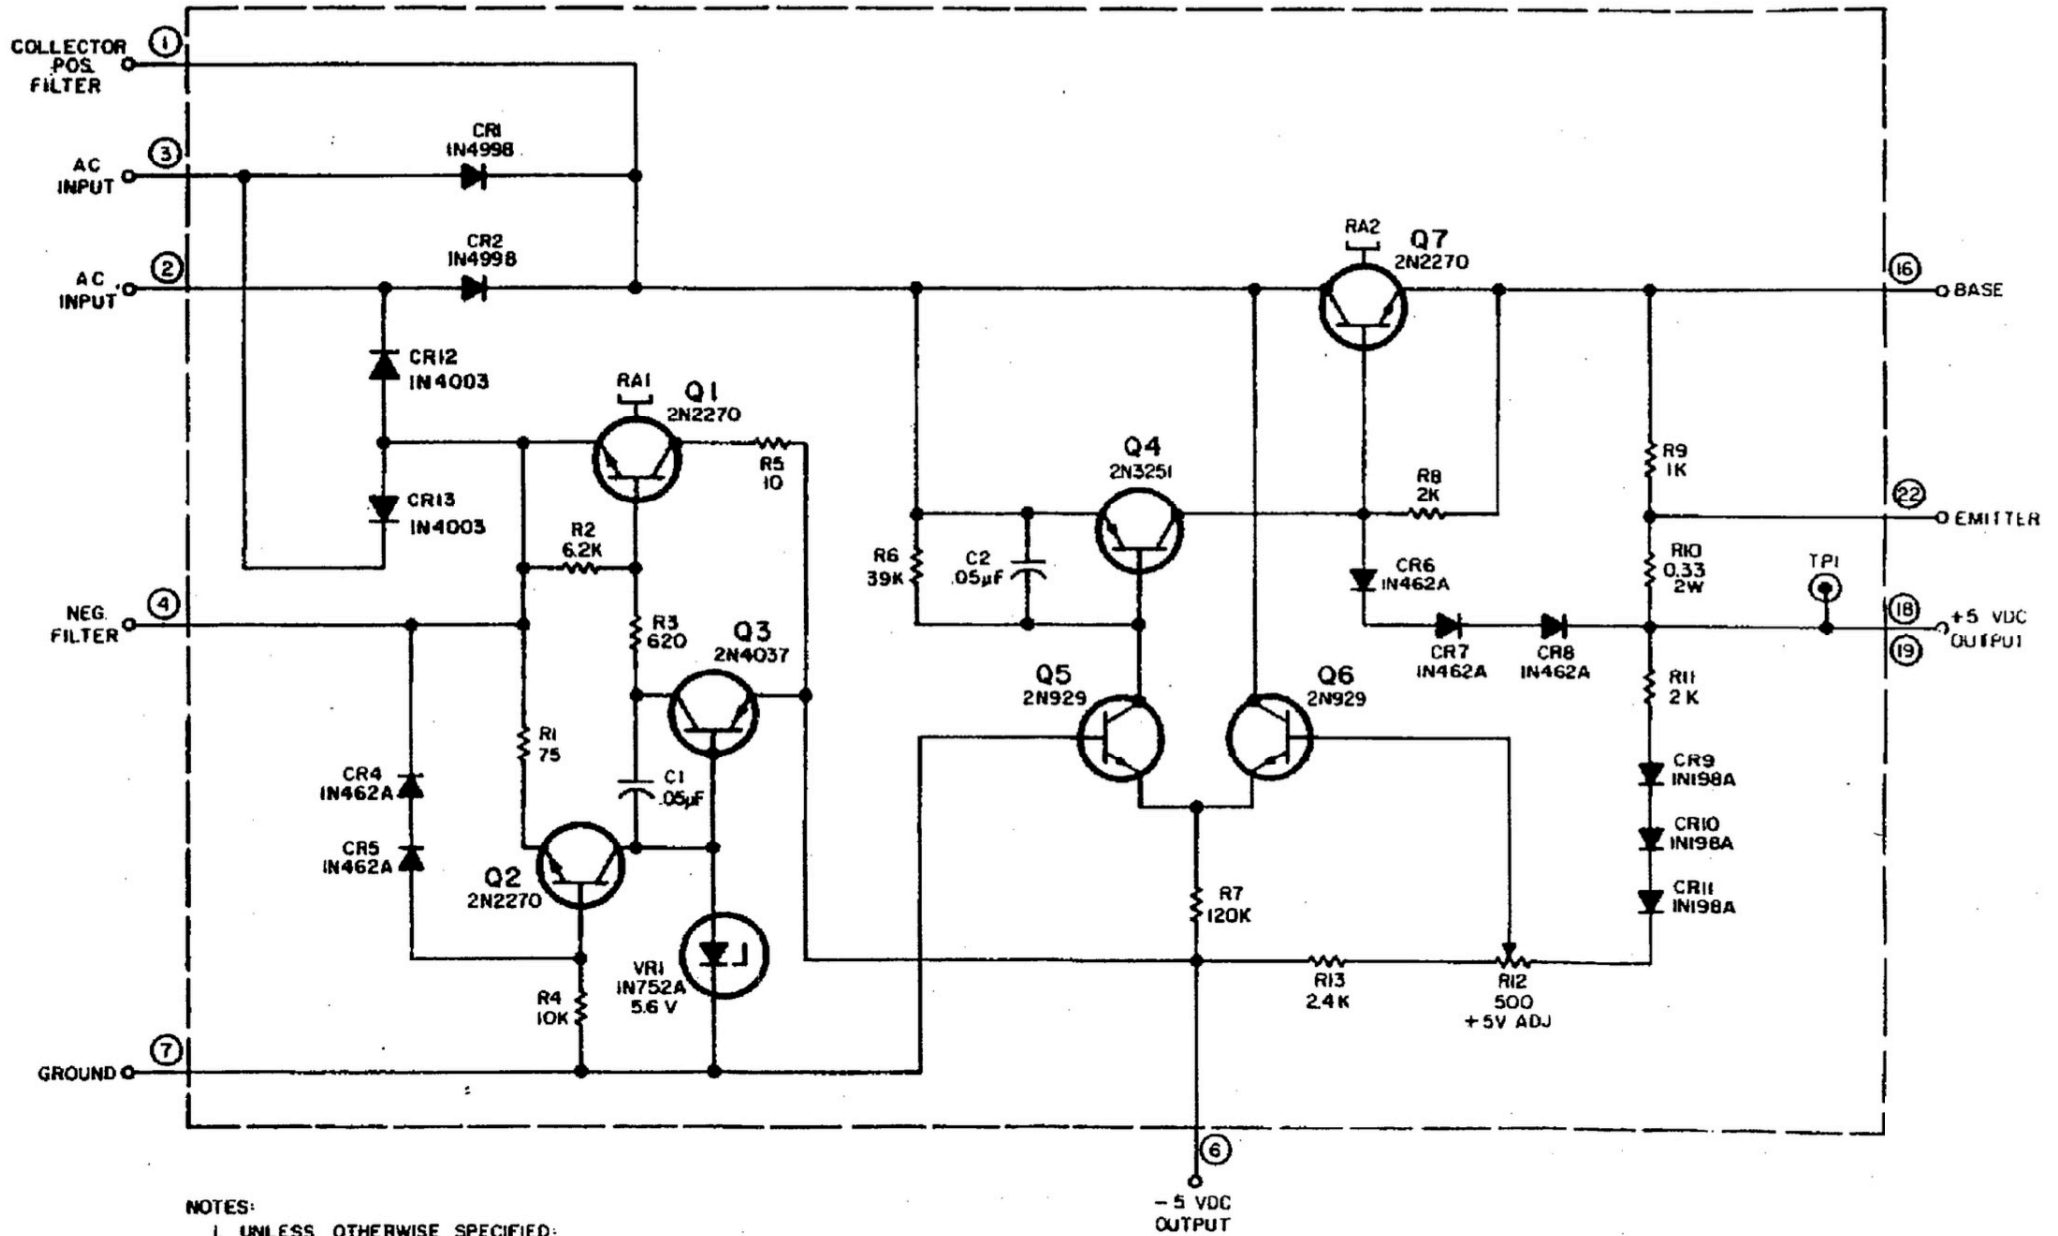 COLLECTOR
POS.
FILTER
1
AC
INPUT
3
AC
INPUT
2
CR1
1N4998
CR2
1N4998
CR12
1N4003
CR13
1N4003
RA1
Q1
2N2270
R5
10
R2
6.2K
NEG.
FILTER
4
R3
620
Q3
2N4037
R1
75
C1
.05µF
CR4
1N462A
CR5
1N462A
Q2
2N2270
R4
10K
VR1
1N752A
5.6 V
GROUND
7
RA2
Q7
2N2270
16
BASE
Q4
2N3251
R8
2K
R9
1K
22
EMITTER
R6
39K
C2
.05µF
CR6
1N462A
R10
0.33
2W
TP1
18
+5 VDC
OUTPUT
19
CR7
1N462A
CR8
1N462A
Q5
2N929
Q6
2N929
R11
2K
CR9
1N198A
CR10
1N198A
CR11
1N198A
R7
120K
R13
2.4K
R12
500
+5V ADJ
6
-5 VDC
OUTPUT
NOTES:
1 UNLESS OTHERWISE SPECIFIED: